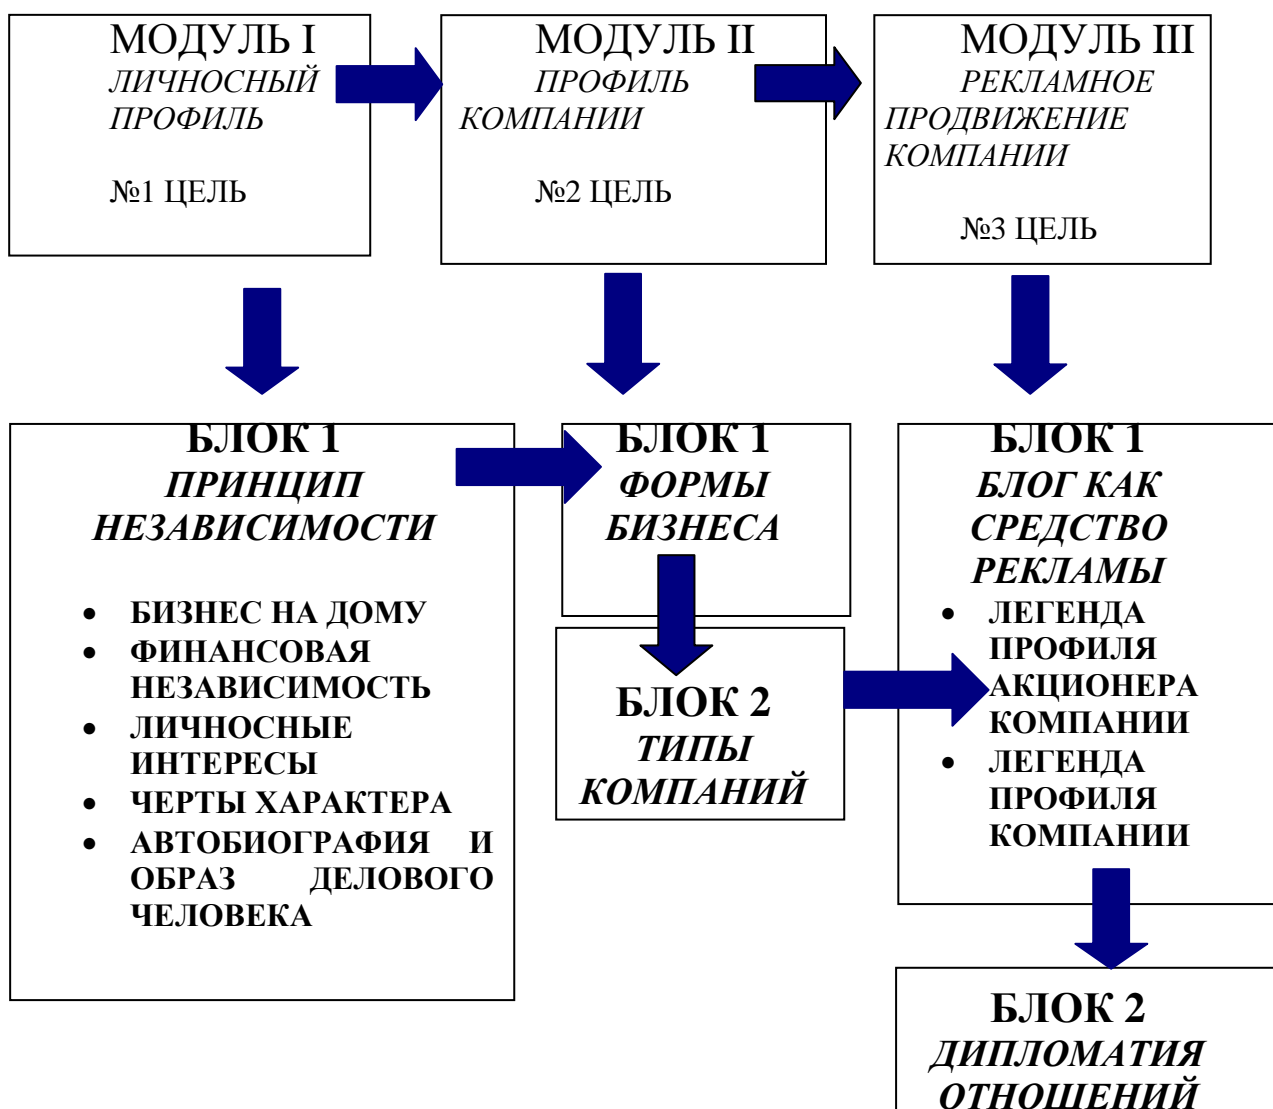 МОДУЛЬ I
ЛИЧНОСНЫЙ
ПРОФИЛЬ
№1 ЦЕЛЬ
МОДУЛЬ II
ПРОФИЛЬ
КОМПАНИИ
№2 ЦЕЛЬ
МОДУЛЬ III
РЕКЛАМНОЕ
ПРОДВИЖЕНИЕ
КОМПАНИИ
№3 ЦЕЛЬ
БЛОК 1
ПРИНЦИП
НЕЗАВИСИМОСТИ
• БИЗНЕС НА ДОМУ
• ФИНАНСОВАЯ
НЕЗАВИСИМОСТЬ
• ЛИЧНОСНЫЕ
ИНТЕРЕСЫ
• ЧЕРТЫ ХАРАКТЕРА
• АВТОБИОГРАФИЯ И
ОБРАЗ ДЕЛОВОГО
ЧЕЛОВЕКА
БЛОК 1
ФОРМЫ
БИЗНЕСА
БЛОК 2
ТИПЫ
КОМПАНИЙ
БЛОК 1
БЛОГ КАК
СРЕДСТВО
РЕКЛАМЫ
• ЛЕГЕНДА
ПРОФИЛЯ
АКЦИОНЕРА
КОМПАНИИ
• ЛЕГЕНДА
ПРОФИЛЯ
КОМПАНИИ
БЛОК 2
ДИПЛОМАТИЯ
ОТНОШЕНИЙ